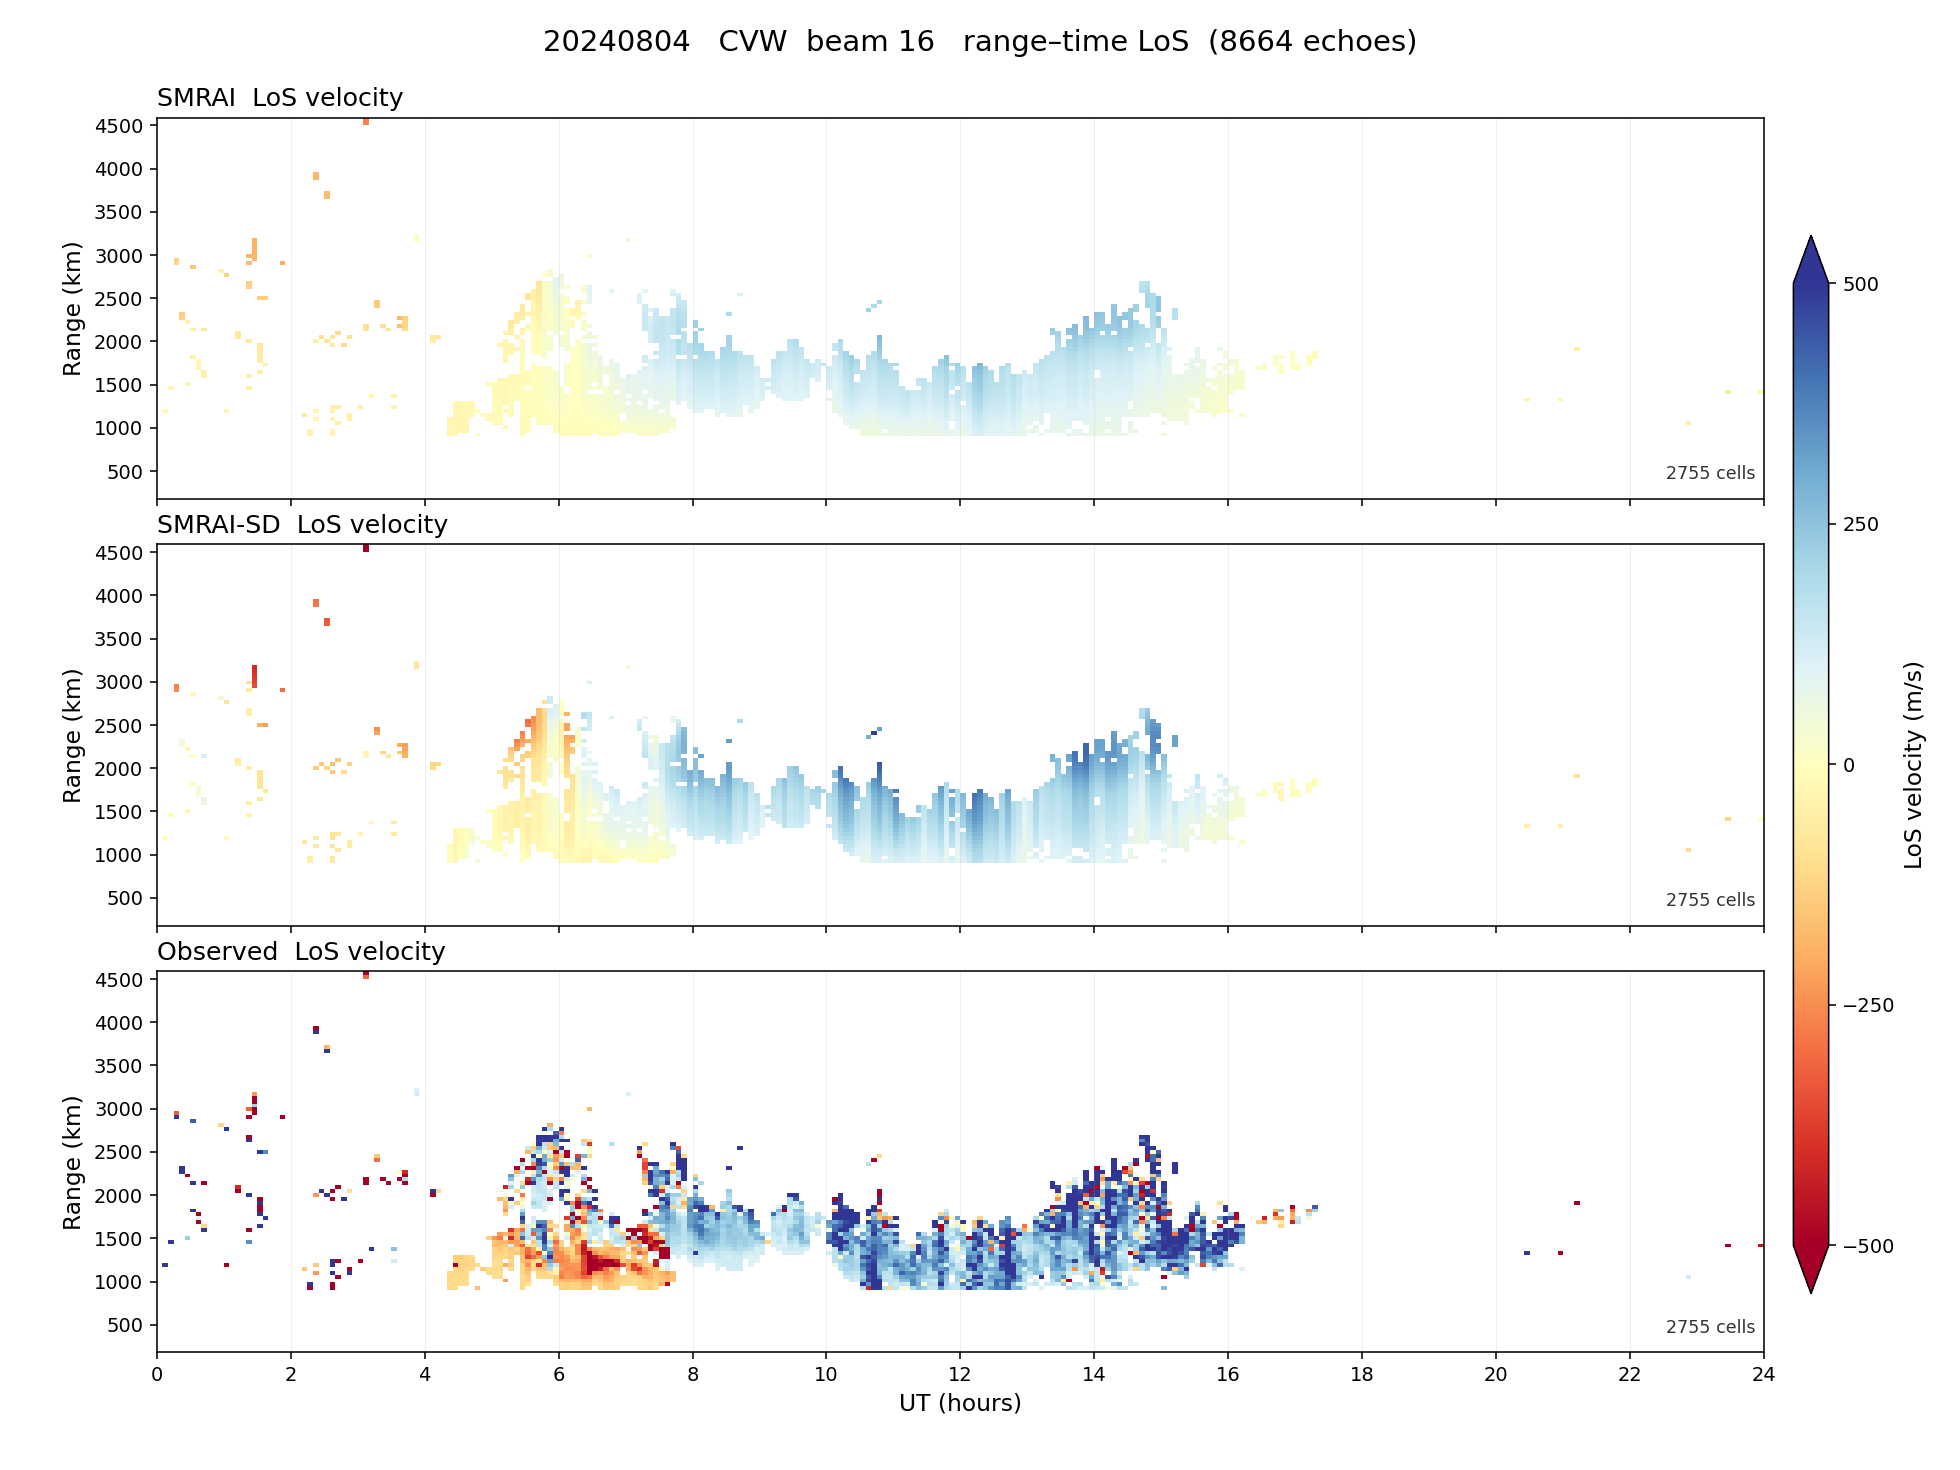 20240804   CVW  beam 16   range–time LoS  (8664 echoes)
SMRAI  LoS velocity
4500
4000
3500
3000
2500
2000
1500
1000
500
Range (km)
2755 cells
SMRAI-SD  LoS velocity
4500
4000
3500
3000
2500
2000
1500
1000
500
Range (km)
2755 cells
Observed  LoS velocity
4500
4000
3500
3000
2500
2000
1500
1000
500
Range (km)
2755 cells
0 2 4 6 8 10 12 14 16 18 20 22 24
UT (hours)
500
250
0
−250
−500
LoS velocity (m/s)